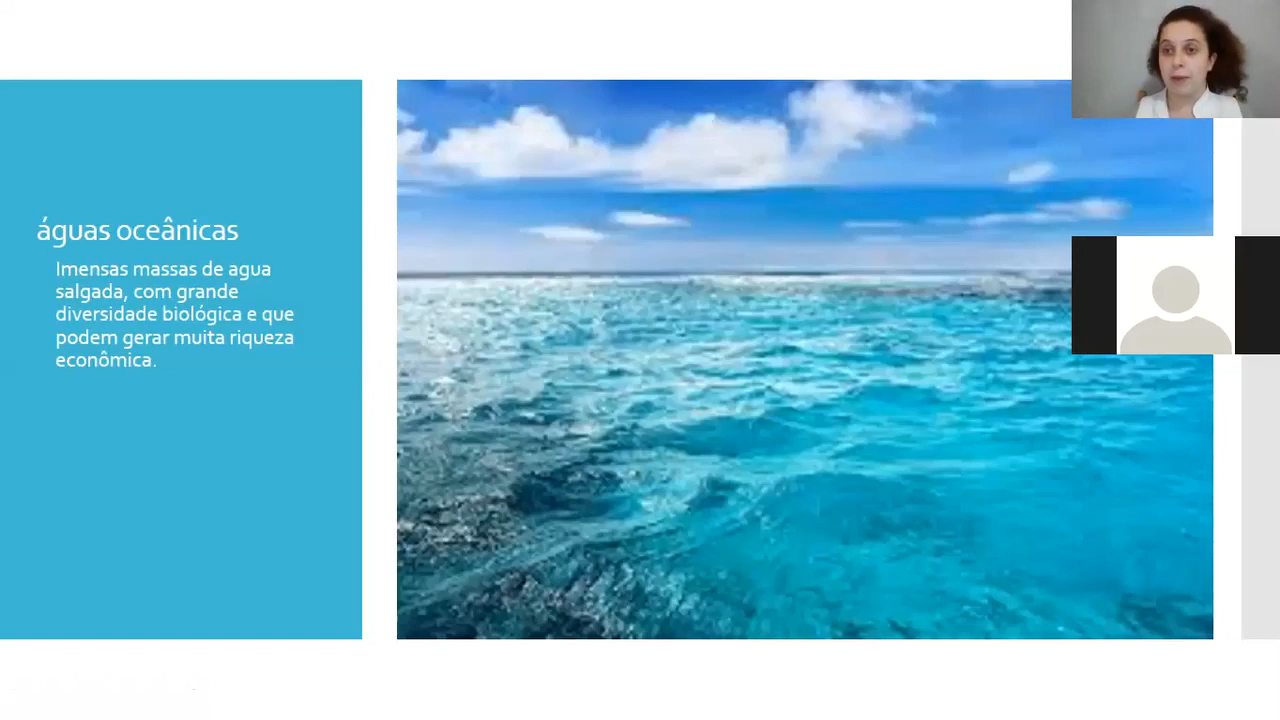 águas oceânicas
Imensas massas de agua
salgada, com grande
diversidade biológica e que
podem gerar muita riqueza
econômica.